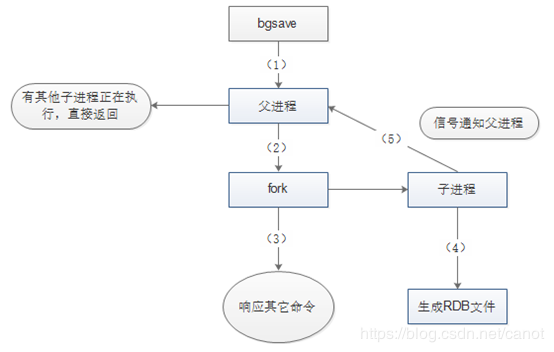 bgsave
（1）
有其他子进程正在执
行，直接返回
父进程
信号通知父进程
（5）
（2）
fork
子进程
（3）
（4）
响应其它命令
生成RDB文件
https://blog.csdn.net/canot